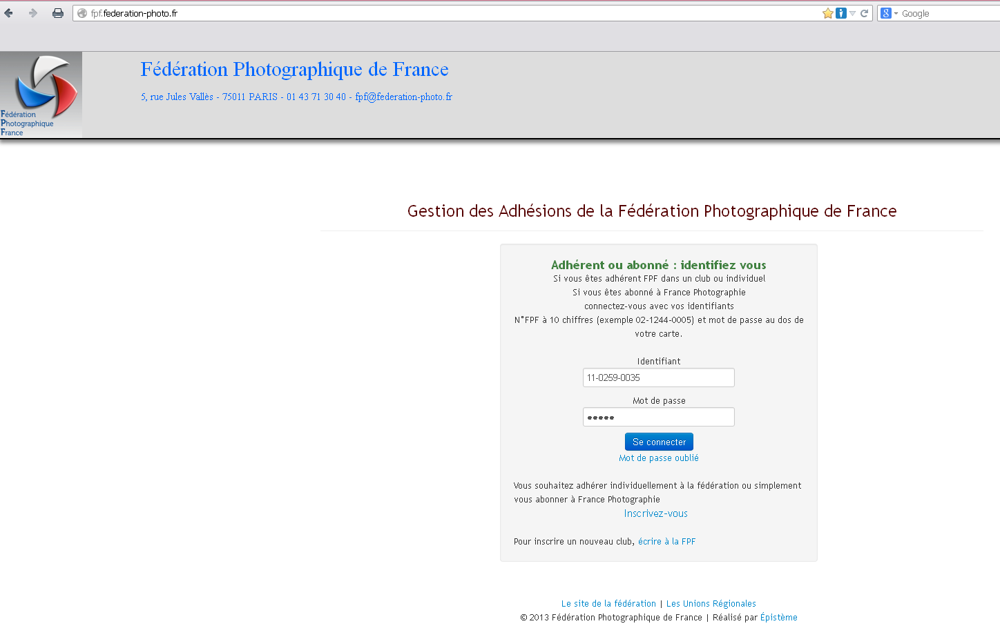 fpf.federation-photo.fr
Google
Fédération Photographique de France
5, rue Jules Vallès - 75011 PARIS - 01 43 71 30 40 - fpf@federation-photo.fr
Fédération
Photographique
France
Gestion des Adhésions de la Fédération Photographique de France
Adhérent ou abonné : identifiez vous
Si vous êtes adhérent FPF dans un club ou individuel
Si vous êtes abonné à France Photographie
connectez-vous avec vos identifiants
N°FPF à 10 chiffres (exemple 02-1244-0005) et mot de passe au dos de
votre carte.
Identifiant
11-0259-0035
Mot de passe
●●●●●
Se connecter
Mot de passe oublié
Vous souhaitez adhérer individuellement à la fédération ou simplement
vous abonner à France Photographie
Inscrivez-vous
Pour inscrire un nouveau club, écrire à la FPF
Le site de la fédération | Les Unions Régionales
© 2013 Fédération Photographique de France | Réalisé par Épistème